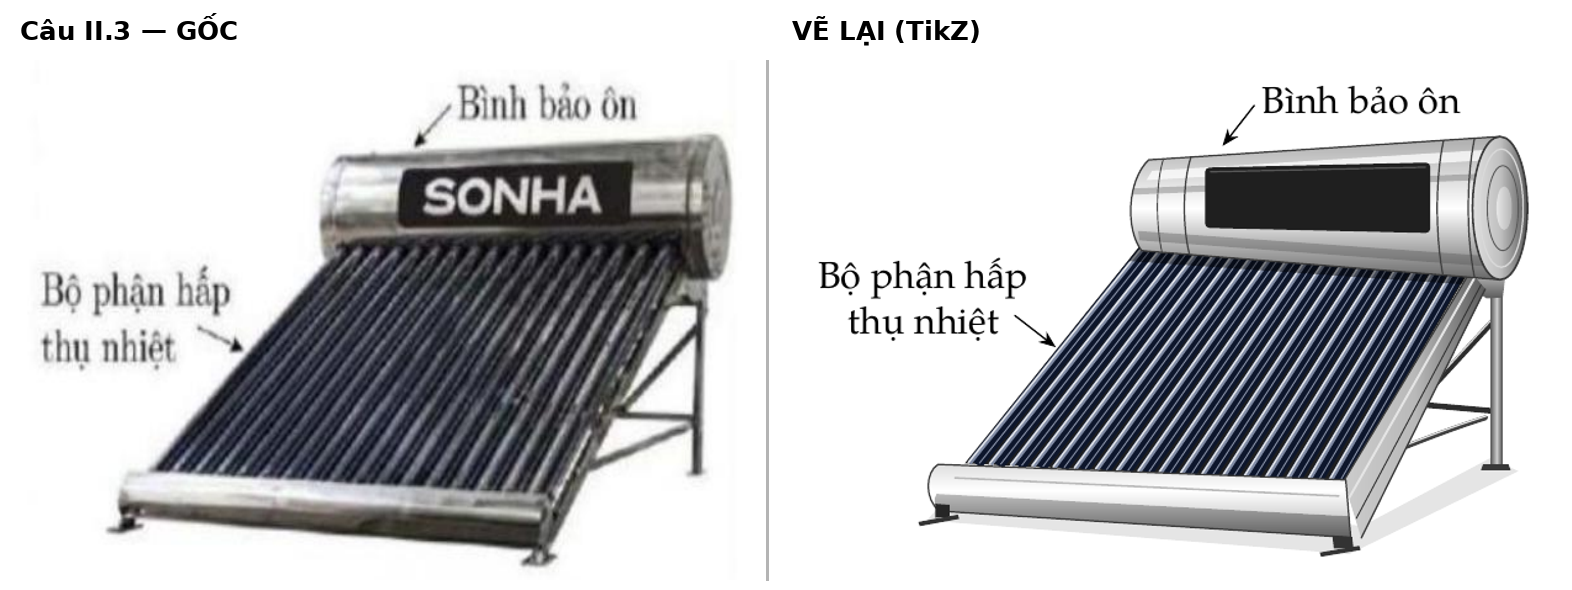 Câu II.3 — GỐC
Bình bảo ôn
SONHA
Bộ phận hấp
thụ nhiệt
VẼ LẠI (TikZ)
Bình bảo ôn
Bộ phận hấp
thụ nhiệt